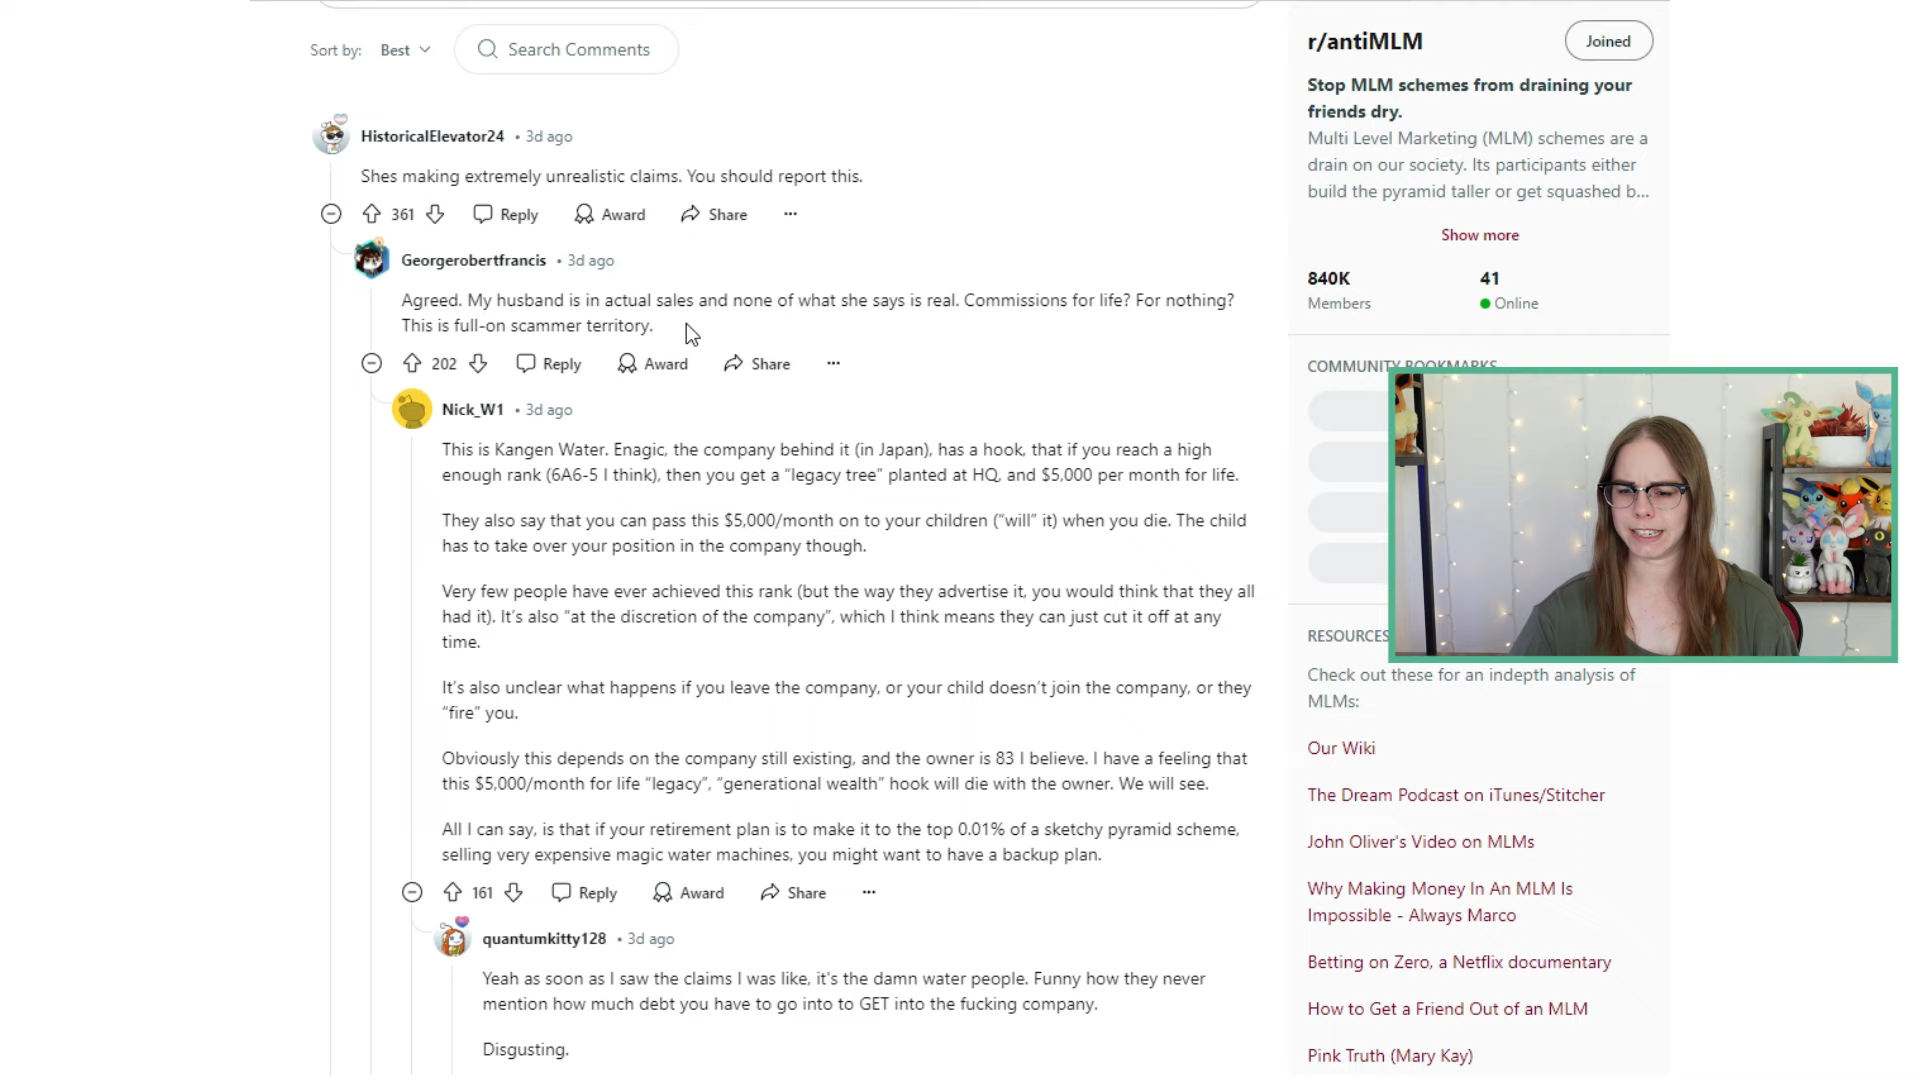 Sort by: Best
Search Comments
HistoricalElevator24 • 3d ago
Shes making extremely unrealistic claims. You should report this.
361 Reply Award Share ...
Georgerobertfrancis • 3d ago
Agreed. My husband is in actual sales and none of what she says is real. Commissions for life? For nothing?
This is full-on scammer territory.
202 Reply Award Share ...
Nick_W1 • 3d ago
This is Kangen Water. Enagic, the company behind it (in Japan), has a hook, that if you reach a high
enough rank (6A6-5 I think), then you get a “legacy tree” planted at HQ, and $5,000 per month for life.
They also say that you can pass this $5,000/month on to your children (“will” it) when you die. The child
has to take over your position in the company though.
Very few people have ever achieved this rank (but the way they advertise it, you would think that they all
had it). It’s also “at the discretion of the company”, which I think means they can just cut it off at any
time.
It’s also unclear what happens if you leave the company, or your child doesn’t join the company, or they
“fire” you.
Obviously this depends on the company still existing, and the owner is 83 I believe. I have a feeling that
this $5,000/month for life “legacy”, “generational wealth” hook will die with the owner. We will see.
All I can say, is that if your retirement plan is to make it to the top 0.01% of a sketchy pyramid scheme,
selling very expensive magic water machines, you might want to have a backup plan.
161 Reply Award Share ...
quantumkitty128 • 3d ago
Yeah as soon as I saw the claims I was like, it's the damn water people. Funny how they never
mention how much debt you have to go into to GET into the fucking company.
Disgusting.
r/antiMLM
Joined
Stop MLM schemes from draining your
friends dry.
Multi Level Marketing (MLM) schemes are a
drain on our society. Its participants either
build the pyramid taller or get squashed b...
Show more
840K 41
Members Online
COMMUNITY BOOKMARKS
RESOURCES
Check out these for an indepth analysis of
MLMs:
Our Wiki
The Dream Podcast on iTunes/Stitcher
John Oliver's Video on MLMs
Why Making Money In An MLM Is
Impossible - Always Marco
Betting on Zero, a Netflix documentary
How to Get a Friend Out of an MLM
Pink Truth (Mary Kay)